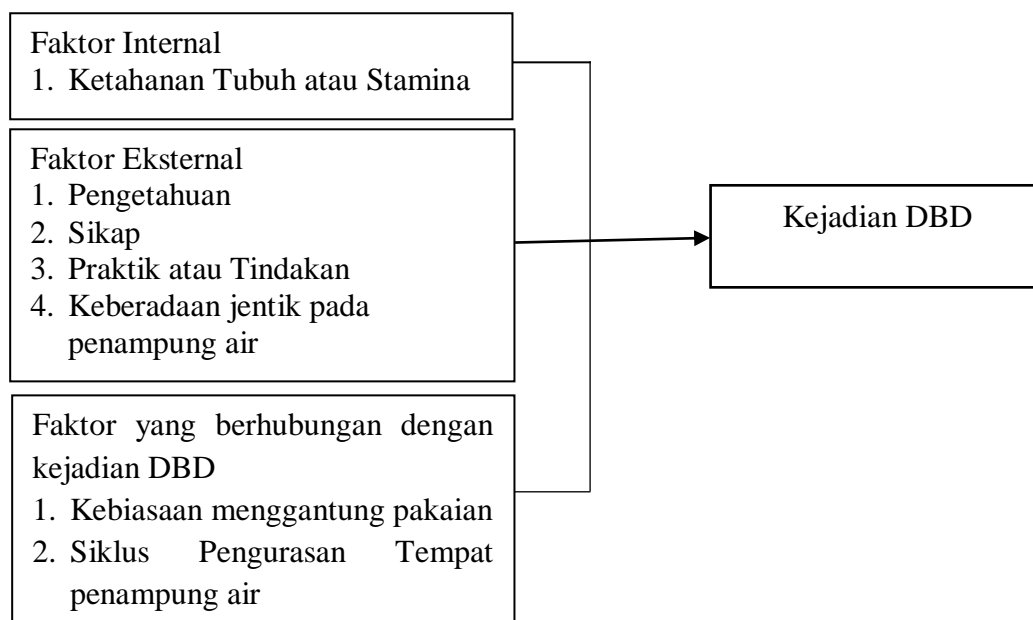 Faktor Internal
1. Ketahanan Tubuh atau Stamina
Faktor Eksternal
1. Pengetahuan
2. Sikap
3. Praktik atau Tindakan
4. Keberadaan jentik pada
penampung air
Faktor yang berhubungan dengan
kejadian DBD
1. Kebiasaan menggantung pakaian
2. Siklus Pengurasan Tempat
penampung air
Kejadian DBD